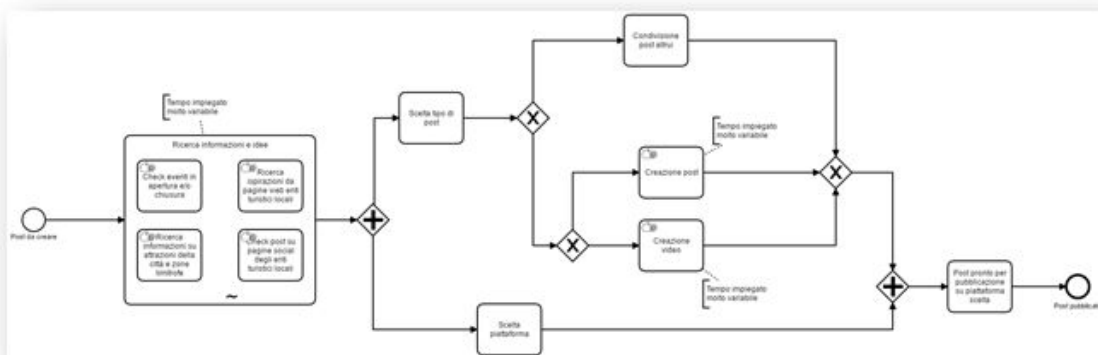 Post da creare
Tempo impiegato
molto variabile
Ricerca informazioni e idee
Check eventi in
apertura e/o
chiusura
Ricerca
ispirazioni da
pagine web enti
turistici locali
Ricerca
informazioni su
attrazioni della
città e zone
limitrofe
Check post su
pagine social
degli enti
turistici locali
Scelta tipo di
post
Condivisione
post altrui
Tempo impiegato
molto variabile
Creazione post
Creazione
video
Tempo impiegato
molto variabile
Scelta
piattaforma
Post pronto per
pubblicazione
su piattaforma
scelta
Post pubblicat